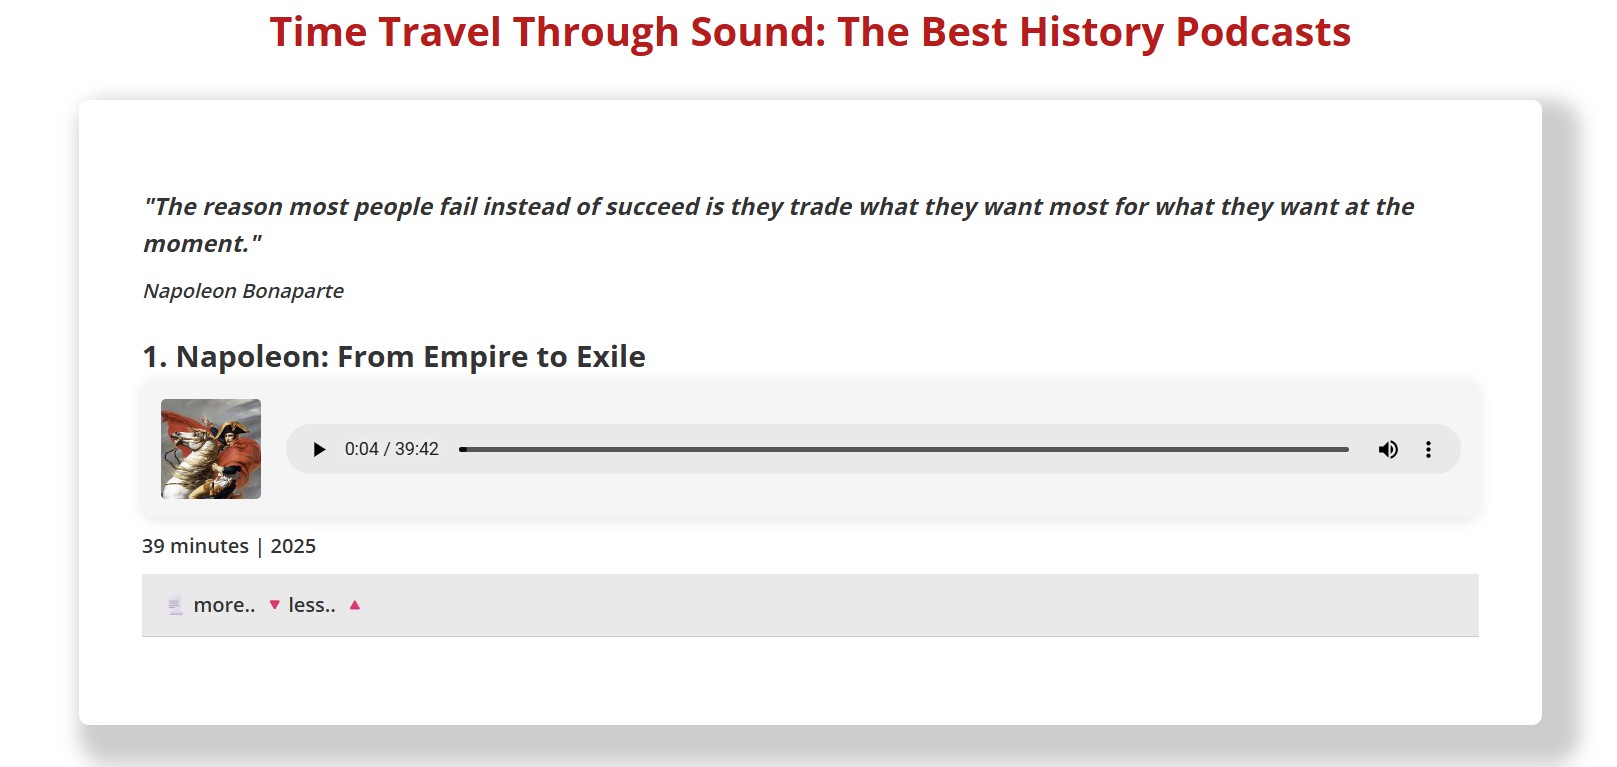 Time Travel Through Sound: The Best History Podcasts
"The reason most people fail instead of succeed is they trade what they want most for what they want at the
moment."
Napoleon Bonaparte
1. Napoleon: From Empire to Exile
0:04 / 39:42
39 minutes | 2025
more.. less..